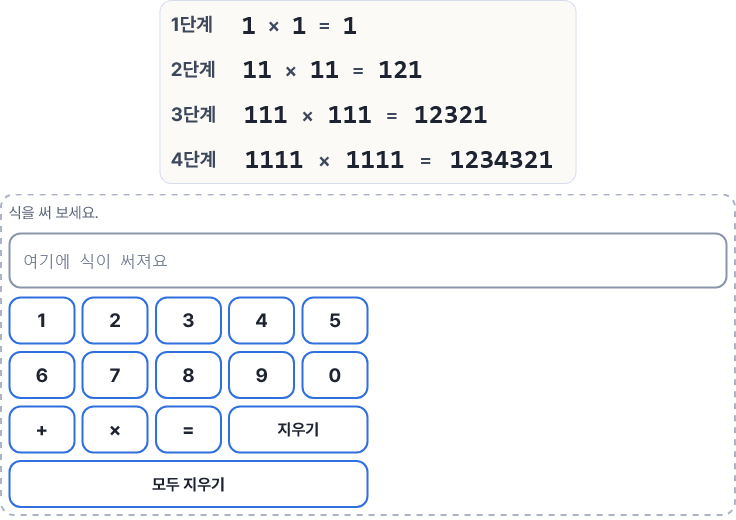 1단계 1 × 1 = 1
2단계 11 × 11 = 121
3단계 111 × 111 = 12321
4단계 1111 × 1111 = 1234321
식을 써 보세요.
여기에 식이 써져요
1 2 3 4 5
6 7 8 9 0
+ × = 지우기
모두 지우기